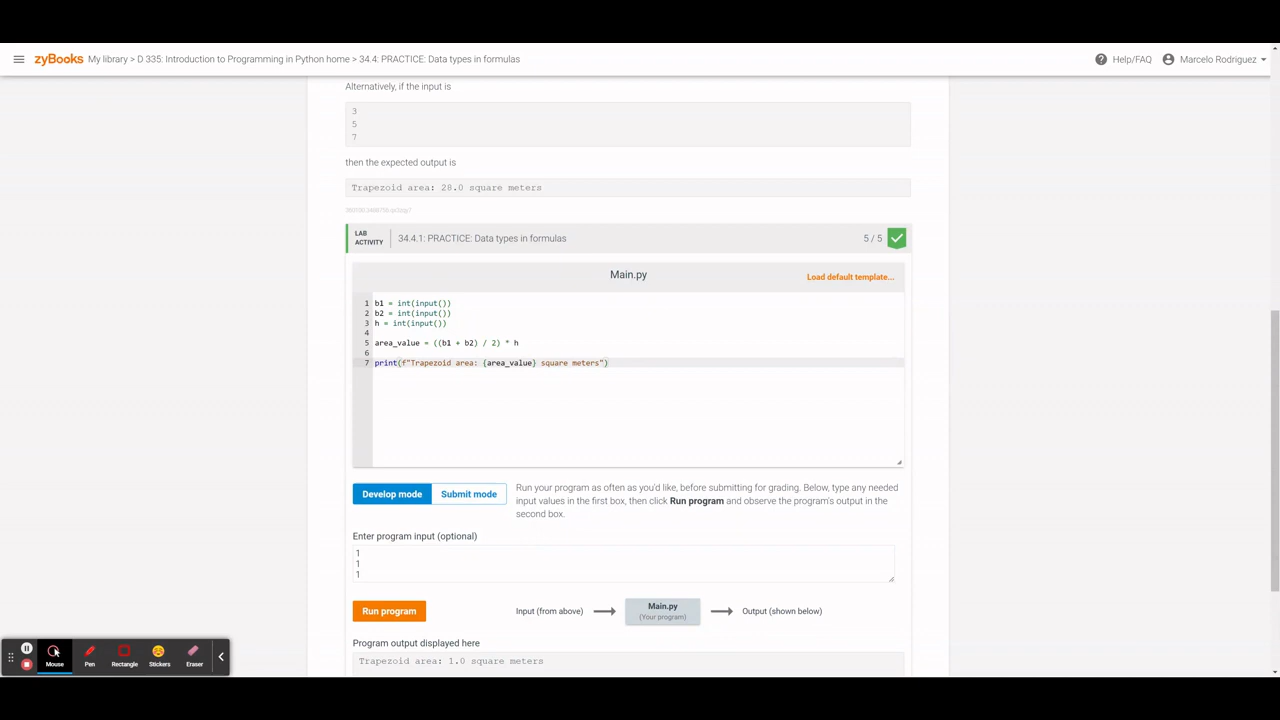 zyBooks My library > D 335: Introduction to Programming in Python home > 34.4: PRACTICE: Data types in formulas Help/FAQ Marcelo Rodriguez
Alternatively, if the input is
3
5
7
then the expected output is
Trapezoid area: 28.0 square meters
LAB ACTIVITY 34.4.1: PRACTICE: Data types in formulas 5 / 5
Main.py Load default template...
1 b1 = int(input())
2 b2 = int(input())
3 h = int(input())
4
5 area_value = ((b1 + b2) / 2) * h
6
7 print(f"Trapezoid area: {area_value} square meters")
Develop mode Submit mode
Run your program as often as you'd like, before submitting for grading. Below, type any needed
input values in the first box, then click Run program and observe the program's output in the
second box.
Enter program input (optional)
1
1
1
Run program Input (from above) Main.py (Your program) Output (shown below)
Program output displayed here
Trapezoid area: 1.0 square meters
Mouse Pen Rectangle Stickers Eraser